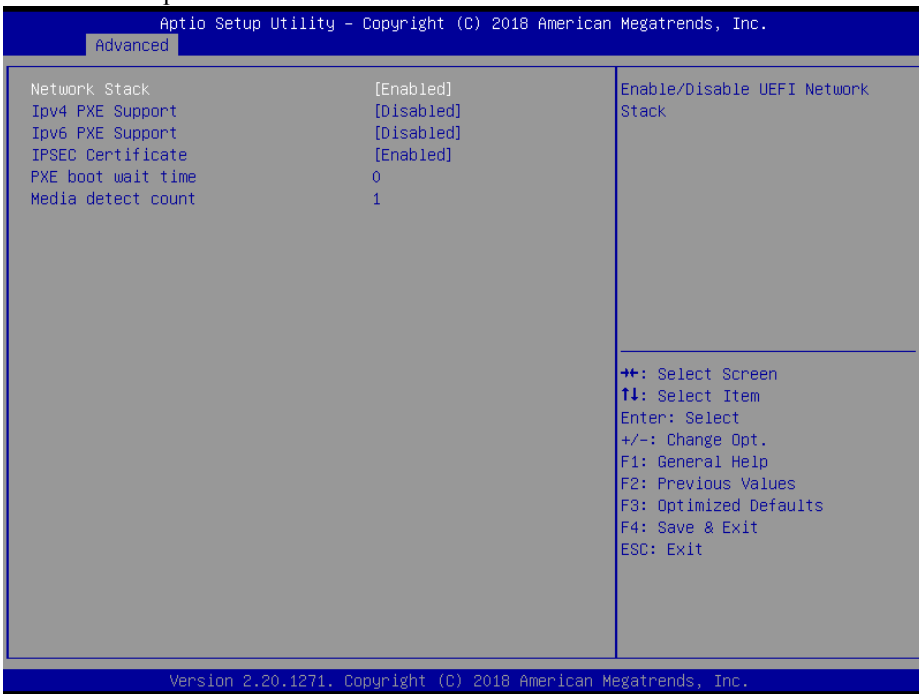 Aptio Setup Utility – Copyright (C) 2018 American Megatrends, Inc.
Advanced
Network Stack [Enabled]
Ipv4 PXE Support [Disabled]
Ipv6 PXE Support [Disabled]
IPSEC Certificate [Enabled]
PXE boot wait time 0
Media detect count 1
Enable/Disable UEFI Network
Stack
→←: Select Screen
↑↓: Select Item
Enter: Select
+/-: Change Opt.
F1: General Help
F2: Previous Values
F3: Optimized Defaults
F4: Save & Exit
ESC: Exit
Version 2.20.1271. Copyright (C) 2018 American Megatrends, Inc.